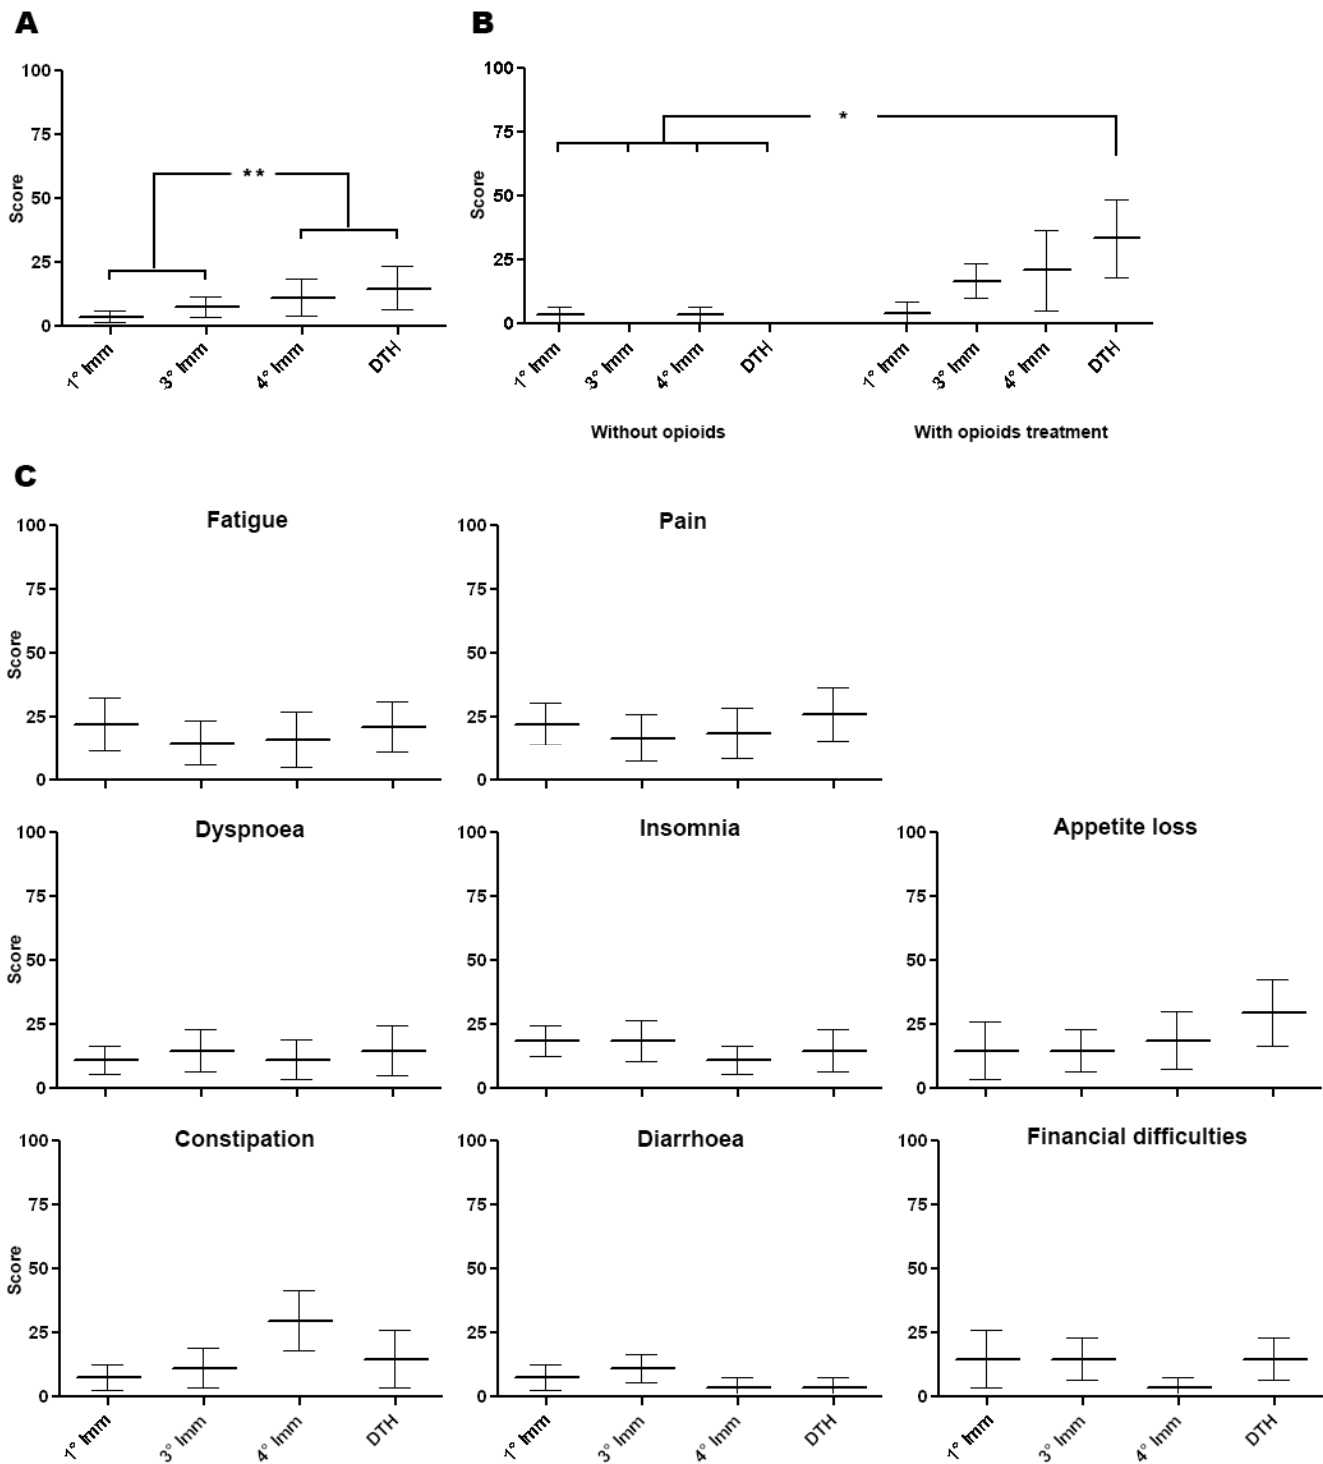 A
B
100
75
50
25
0
Score
**
1° Imm
3° Imm
4° Imm
DTH
100
75
50
25
0
Score
*
1° Imm
3° Imm
4° Imm
DTH
1° Imm
3° Imm
4° Imm
DTH
Without opioids
With opioids treatment
C
Fatigue
100
75
50
25
0
Score
Pain
100
75
50
25
0
Dyspnoea
100
75
50
25
0
Score
Insomnia
100
75
50
25
0
Appetite loss
100
75
50
25
0
Constipation
100
75
50
25
0
Score
1° Imm
3° Imm
4° Imm
DTH
Diarrhoea
100
75
50
25
0
1° Imm
3° Imm
4° Imm
DTH
Financial difficulties
100
75
50
25
0
1° Imm
3° Imm
4° Imm
DTH